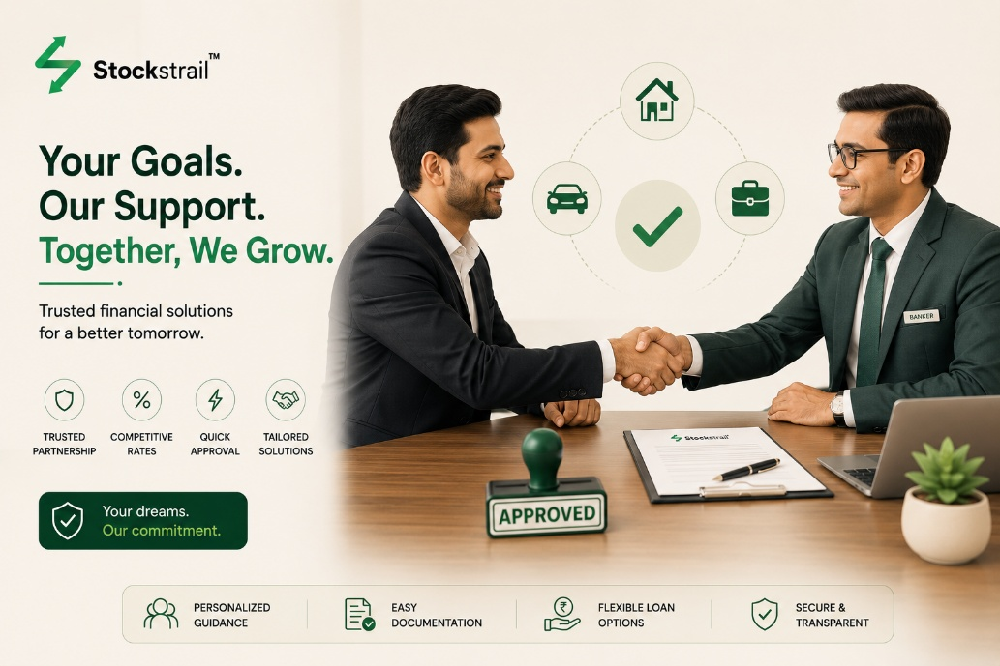 Stockstrail™
Your Goals.
Our Support.
Together, We Grow.
Trusted financial solutions
for a better tomorrow.
TRUSTED
PARTNERSHIP
COMPETITIVE
RATES
QUICK
APPROVAL
TAILORED
SOLUTIONS
Your dreams.
Our commitment.
BANKER
Stockstrail
APPROVED
PERSONALIZED
GUIDANCE
EASY
DOCUMENTATION
₹
FLEXIBLE LOAN
OPTIONS
SECURE &
TRANSPARENT